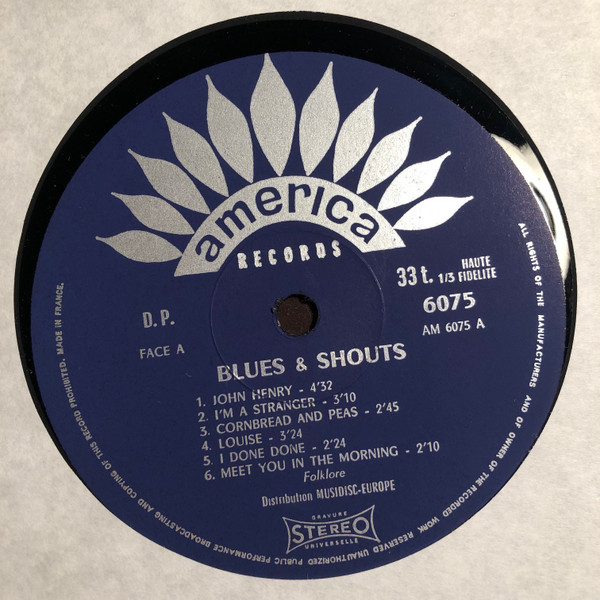 america
RECORDS
33 t. 1/3 HAUTE FIDELITE
6075
AM 6075 A
D.P.
FACE A
BLUES & SHOUTS
1. JOHN HENRY - 4'32
2. I'M A STRANGER - 3'10
3. CORNBREAD AND PEAS - 2'45
4. LOUISE - 3'24
5. I DONE DONE - 2'24
6. MEET YOU IN THE MORNING - 2'10
Folklore
Distribution MUSIDISC-EUROPE
GRAVURE
STEREO
UNIVERSELLE
ALL RIGHTS OF THE MANUFACTURERS AND OF OWNER OF THE RECORDED WORK RESERVED UNAUTHORIZED PUBLIC PERFORMANCE BROADCASTING AND COPYING OF THIS RECORD PROHIBITED. MADE IN FRANCE.